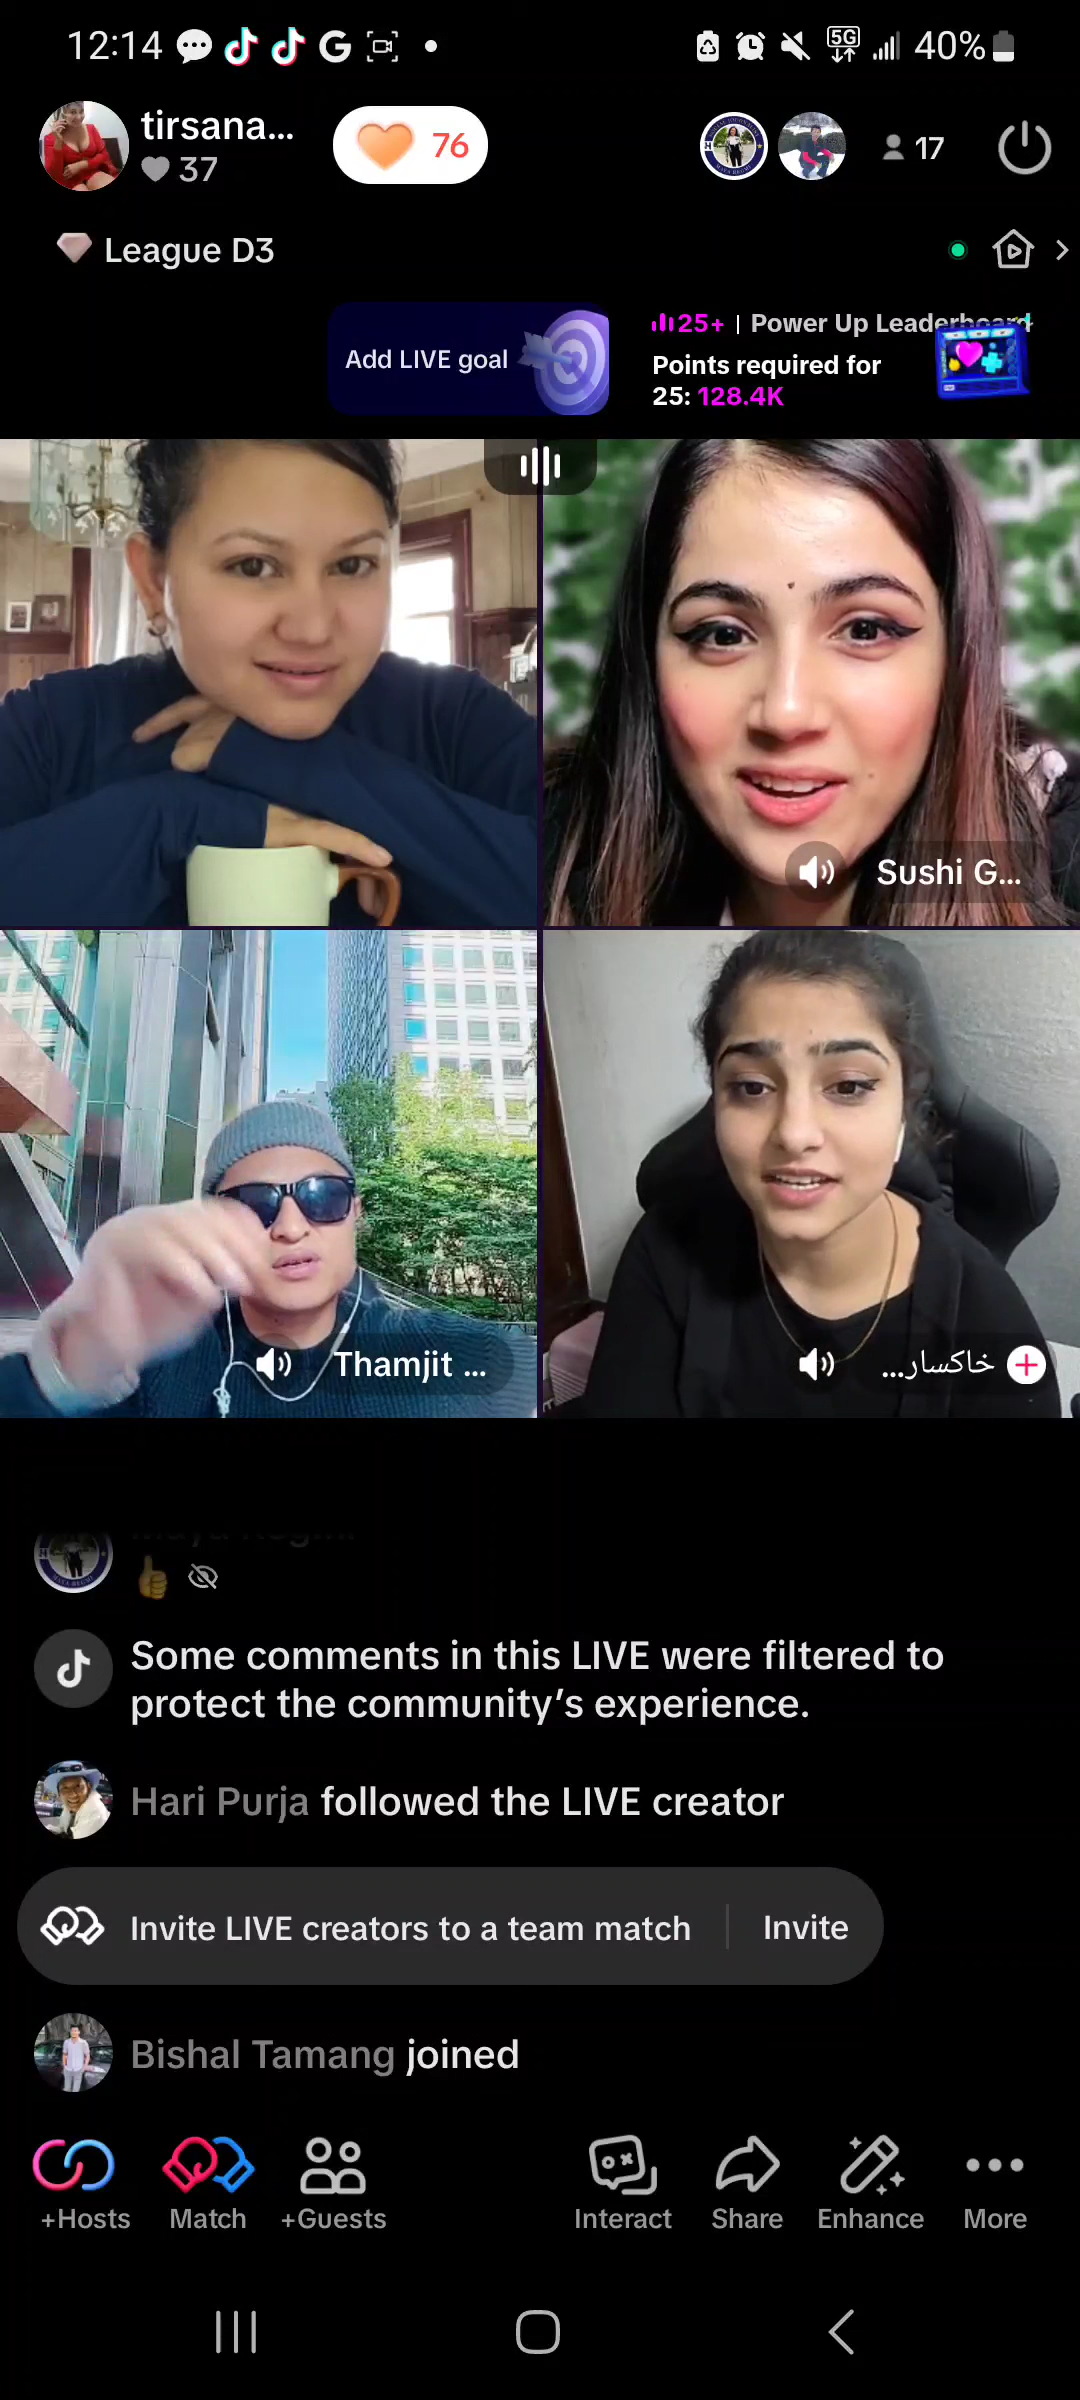 12:14
5G
40%
tirsana...
37
76
17
League D3
Add LIVE goal
25+ | Power Up Leaderboard
Points required for
25: 128.4K
Sushi G...
Thamjit ...
خاکسار...
Some comments in this LIVE were filtered to
protect the community’s experience.
Hari Purja followed the LIVE creator
Invite LIVE creators to a team match
Invite
Bishal Tamang joined
+Hosts
Match
+Guests
Interact
Share
Enhance
More